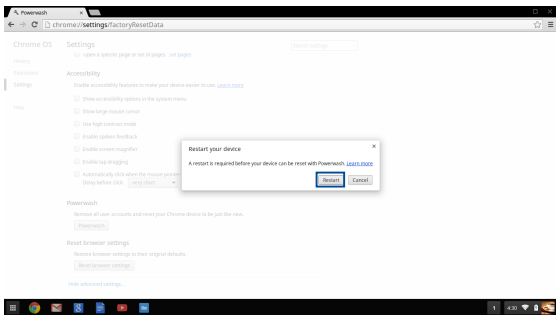 Powerwash
chrome://settings/factoryResetData
Chrome OS
Settings
Search settings
Open a specific page or set of pages. Set pages
History
Extensions
Accessibility
Settings
Enable accessibility features to make your device easier to use. Learn more
Show accessibility options in the system menu
Help
Show large mouse cursor
Use high contrast mode
Enable spoken feedback
Enable screen magnifier
Enable tap dragging
Automatically click when the mouse pointer
Delay before click: very short
Restart your device
A restart is required before your device can be reset with Powerwash. Learn more
Restart
Cancel
Powerwash
Remove all user accounts and reset your Chrome device to be just like new.
Powerwash
Reset browser settings
Restore browser settings to their original defaults.
Reset browser settings
Hide advanced settings...
1
4:30